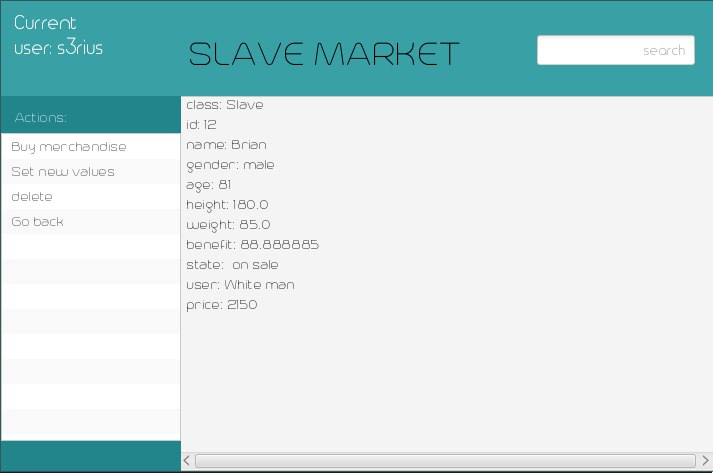 Current
user: s3rius
SLAVE MARKET
search
Actions:
Buy merchandise
Set new values
delete
Go back
class: Slave
id: 12
name: Brian
gender: male
age: 81
height: 180.0
weight: 85.0
benefit: 88.888885
state:  on sale
user: White man
price: 2150